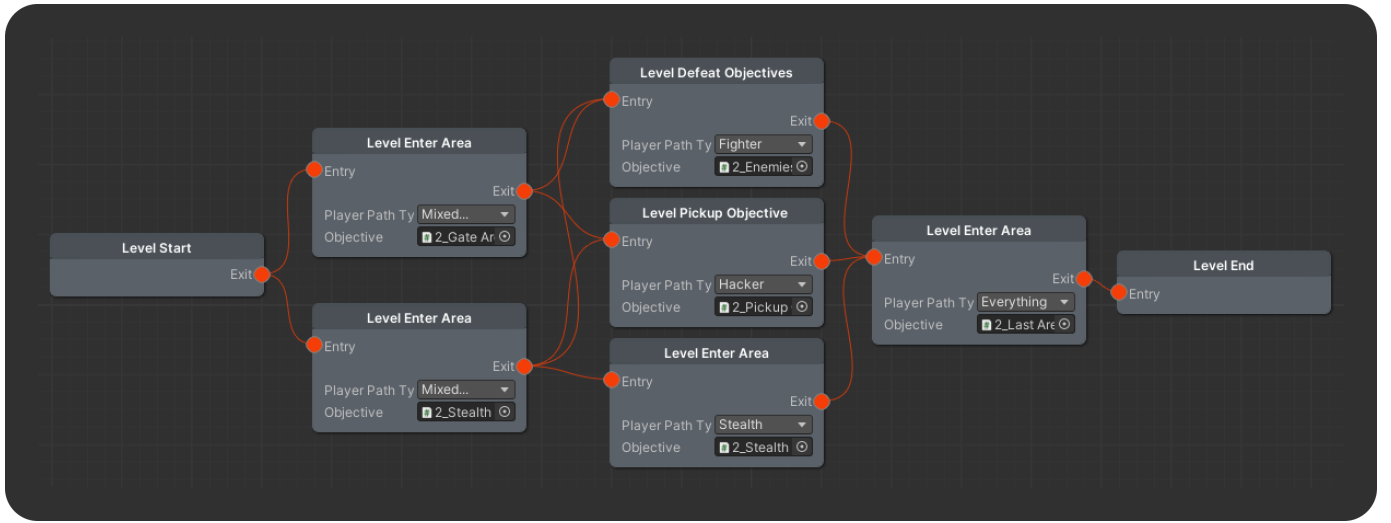 Level Start
Exit
Level Enter Area
Entry
Exit
Player Path Ty Mixed...
Objective 2_Gate Ar
Level Enter Area
Entry
Exit
Player Path Ty Mixed...
Objective 2_Stealth
Level Defeat Objectives
Entry
Exit
Player Path Ty Fighter
Objective 2_Enemies
Level Pickup Objective
Entry
Exit
Player Path Ty Hacker
Objective 2_Pickup
Level Enter Area
Entry
Exit
Player Path Ty Stealth
Objective 2_Stealth
Level Enter Area
Entry
Exit
Player Path Ty Everything
Objective 2_Last Are
Level End
Entry